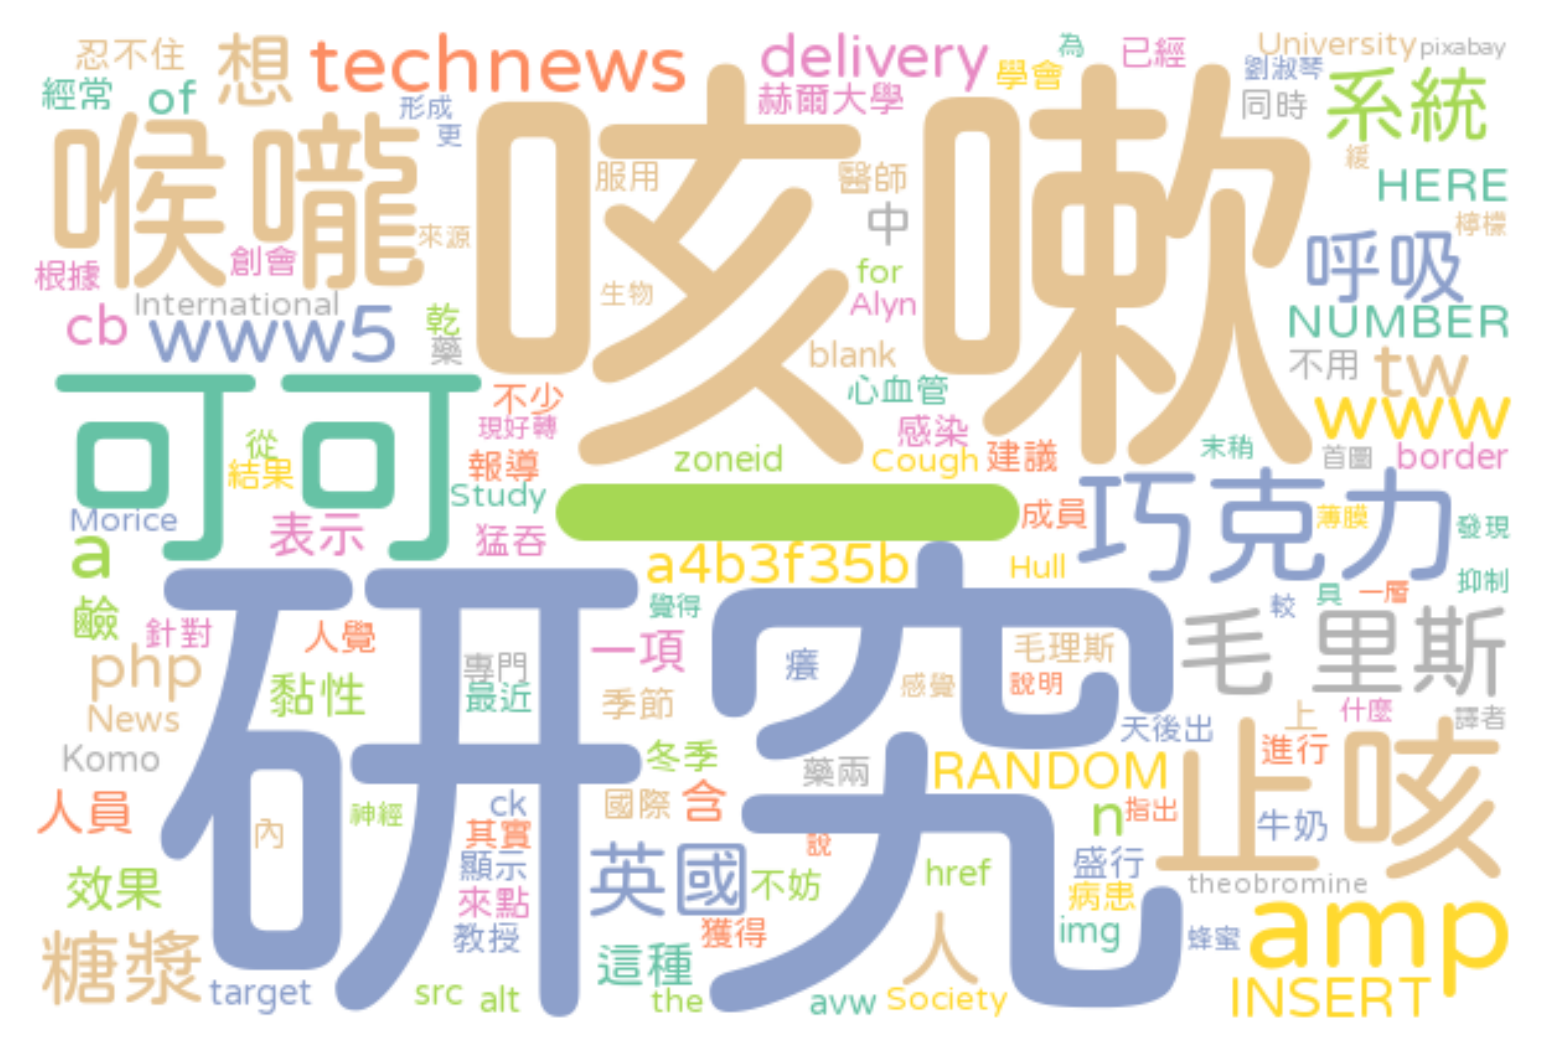 忍不住
想
technews
delivery
為
已經
University
pixabay
經常
of
形成
更
赫爾大學
學會
劉淑琴
同時
系統
喉嚨
咳嗽
服用
醫師
中
緩
HERE
檸檬
來源
根據
創會
生物
for
Alyn
呼吸
cb
International
www5
乾
藥
blank
NUMBER
不用
tw
可可
不少
心血管
www
現好轉
感染
從
結果
報導
zoneid
Cough
建議
末稍
首圖
border
Study
Morice
表示
猛吞
一
成員
巧克力
薄膜
發現
a
a4b3f35b
Hull
抑制
研究
鹼
針對
人覺
覺得
較
具
一層
php
黏性
專門
最近
一項
癢
毛理斯
毛
里斯
季節
感覺
說明
什麼
上
譯者
News
Komo
冬季
藥兩
天後出
RANDOM
進行
止咳
人員
內
神經
ck
其實
國際
含
n
指出
牛奶
效果
顯示
英國
不妨
說
href
盛行
theobromine
來點
病患
教授
獲得
img
蜂蜜
amp
糖漿
target
src
alt
這種
the
avw
人
Society
INSERT